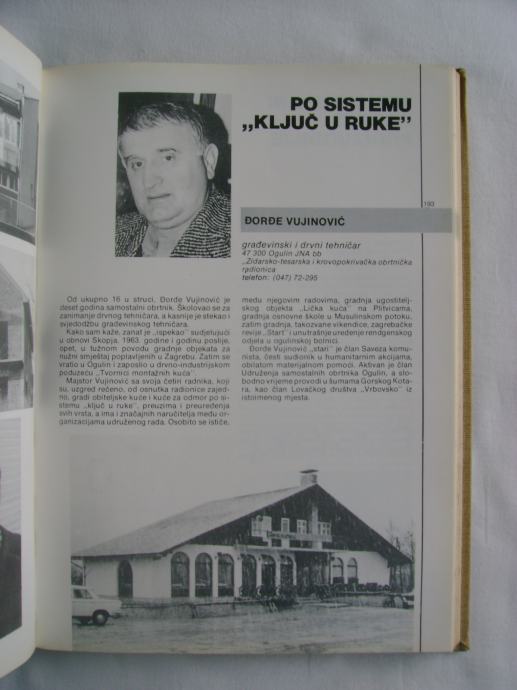 PO SISTEMU
„KLJUČ U RUKE”
193
ĐORĐE VUJINOVIĆ
građevinski i drvni tehničar
47 300 Ogulin JNA bb
„Zidarsko-tesarska i krovopokrivačka obrtnička
radionica
telefon: (047) 72-295
Od ukupno 16 u struci, Đorđe Vujinović je
deset godina samostalni obrtnik. Školovao se za
zanimanje drvnog tehničara, a kasnije je stekao i
svjedodžbu građevinskog tehničara.
Kako sam kaže, zanat je „ispekao” sudjelujući
u obnovi Skopja. 1963. godine i godinu poslije,
opet, u tužnom povodu gradnje objekata za
nužni smještaj poplavljenih u Zagrebu. Zatim se
vratio u Ogulin i zaposlio u drvno-industrijskom
poduzeću „Tvornici montažnih kuća”.
Majstor Vujinović sa svoja četiri radnika, koji
su, uzgred rečeno, od osnutka radionice zajed-
no, gradi obiteljske kuće i kuće za odmor po si-
stemu „ključ u ruke”, preuzima i preuređenja
svih vrsta, a ima i značajnih naručitelja među or-
ganizacijama udruženog rada. Osobito se ističe,
među njegovim radovima, gradnja ugostitelj-
skog objekta „Lička kuća” na Plitvicama,
gradnja osnovne škole u Musulinskom potoku,
zatim gradnja, takozvane vikendice, zagrebačke
revije „Start” i unutrašnje uređenje rendgenskog
odjela u ogulinskoj bolnici.
Đorđe Vujinović „stari” je član Saveza komu-
nista, česti sudionik u humanitarnim akcijama,
obilatom materijalnom pomoći. Aktivan je član
Udruženja samostalnih obrtnika Ogulin, a slo-
bodno vrijeme provodi u šumama Gorskog Kota-
ra, kao član Lovačkog društva „Vrbovsko” iz
istoimenog mjesta.